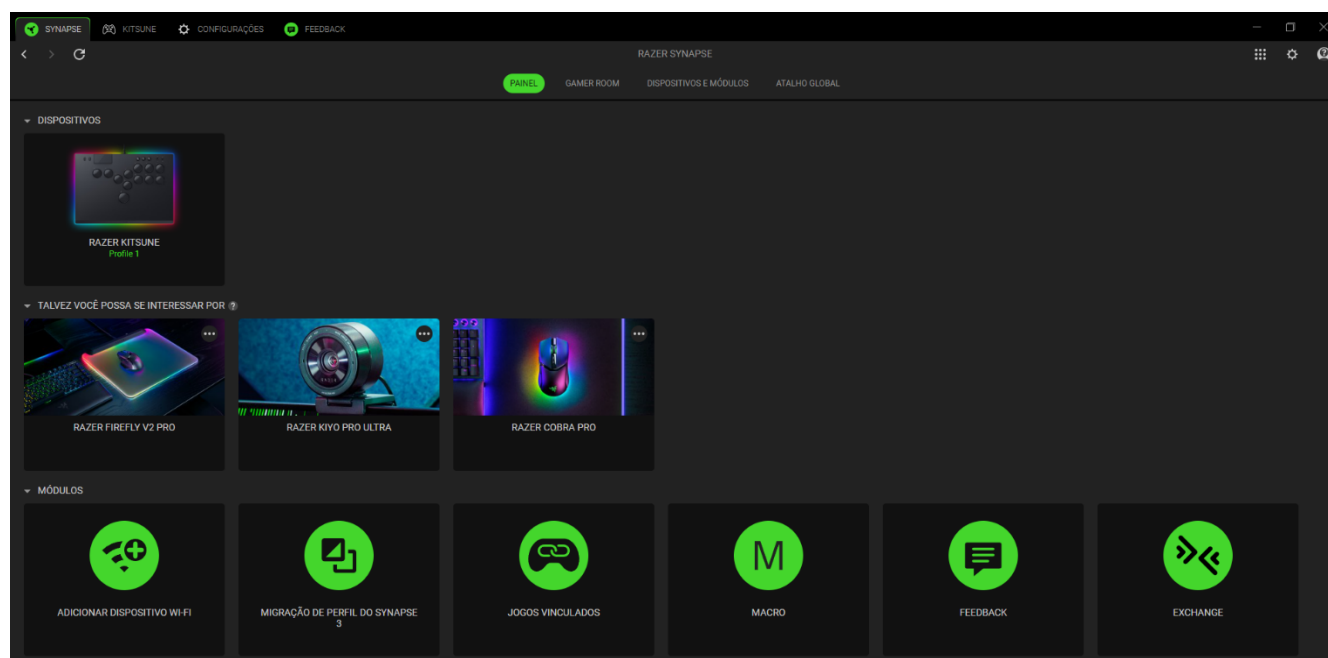 SYNAPSE KITSUNE CONFIGURAÇÕES FEEDBACK
RAZER SYNAPSE
PAINEL GAMER ROOM DISPOSITIVOS E MÓDULOS ATALHO GLOBAL
DISPOSITIVOS
RAZER KITSUNE
Profile 1
TALVEZ VOCÊ POSSA SE INTERESSAR POR ?
RAZER FIREFLY V2 PRO
RAZER KIYO PRO ULTRA
RAZER COBRA PRO
MÓDULOS
ADICIONAR DISPOSITIVO WI-FI
MIGRAÇÃO DE PERFIL DO SYNAPSE
3
JOGOS VINCULADOS
M
MACRO
FEEDBACK
EXCHANGE